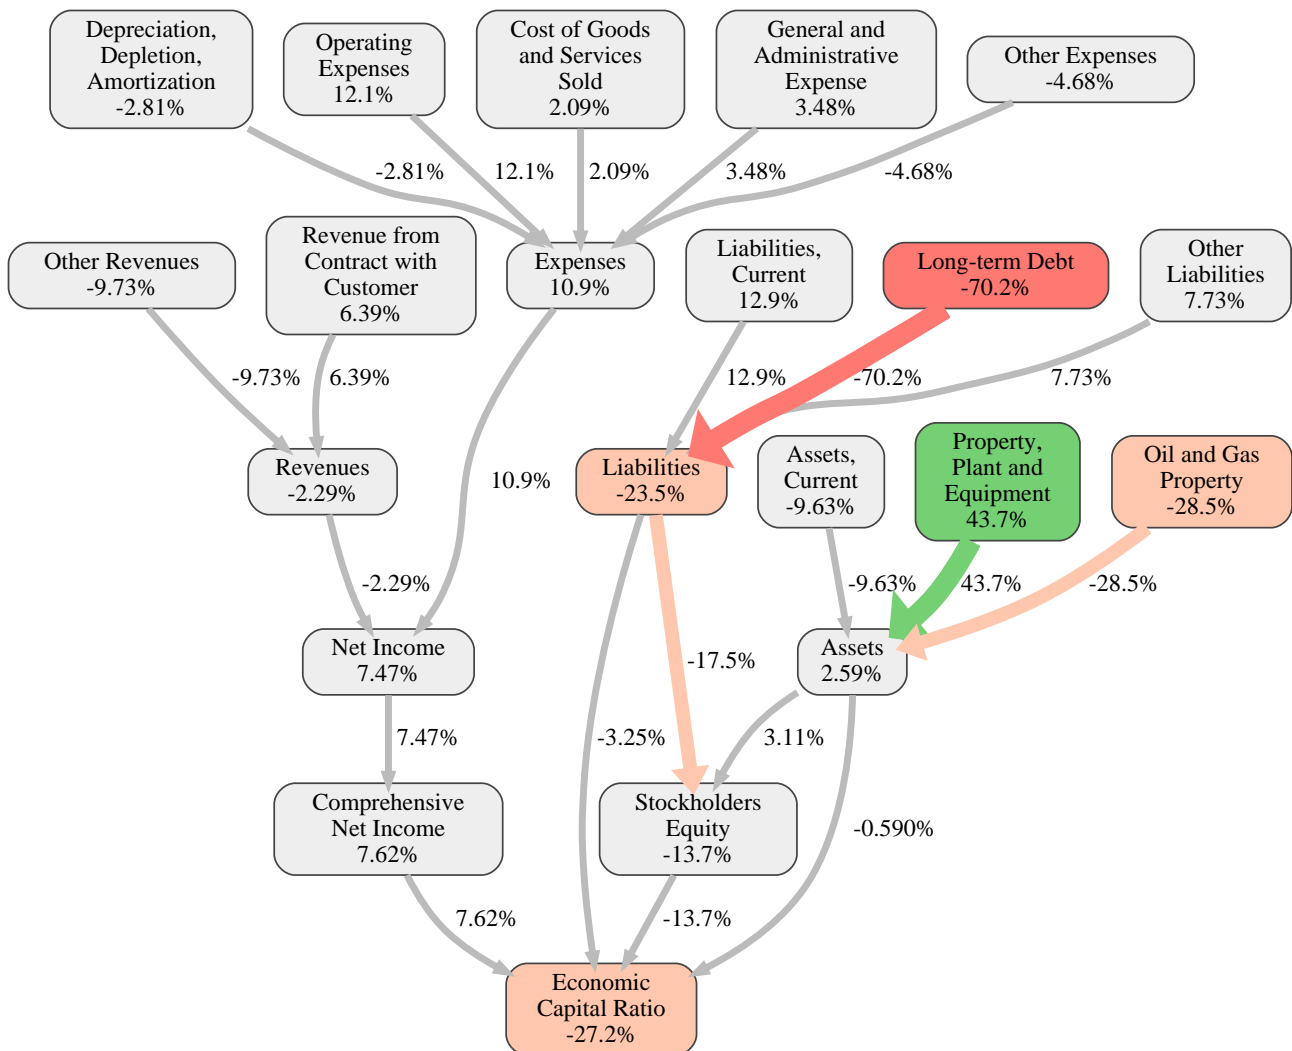 Depreciation,
Depletion,
Amortization
-2.81%
Operating
Expenses
12.1%
Cost of Goods
and Services
Sold
2.09%
General and
Administrative
Expense
3.48%
Other Expenses
-4.68%
-2.81%
12.1%
2.09%
3.48%
-4.68%
Other Revenues
-9.73%
Revenue from
Contract with
Customer
6.39%
Expenses
10.9%
Liabilities,
Current
12.9%
Long-term Debt
-70.2%
Other
Liabilities
7.73%
-9.73%
6.39%
12.9%
-70.2%
7.73%
Revenues
-2.29%
10.9%
Liabilities
-23.5%
Assets,
Current
-9.63%
Property,
Plant and
Equipment
43.7%
Oil and Gas
Property
-28.5%
-2.29%
-9.63%
43.7%
-28.5%
Net Income
7.47%
-17.5%
Assets
2.59%
7.47%
-3.25%
3.11%
Comprehensive
Net Income
7.62%
Stockholders
Equity
-13.7%
-0.590%
7.62%
-13.7%
Economic
Capital Ratio
-27.2%